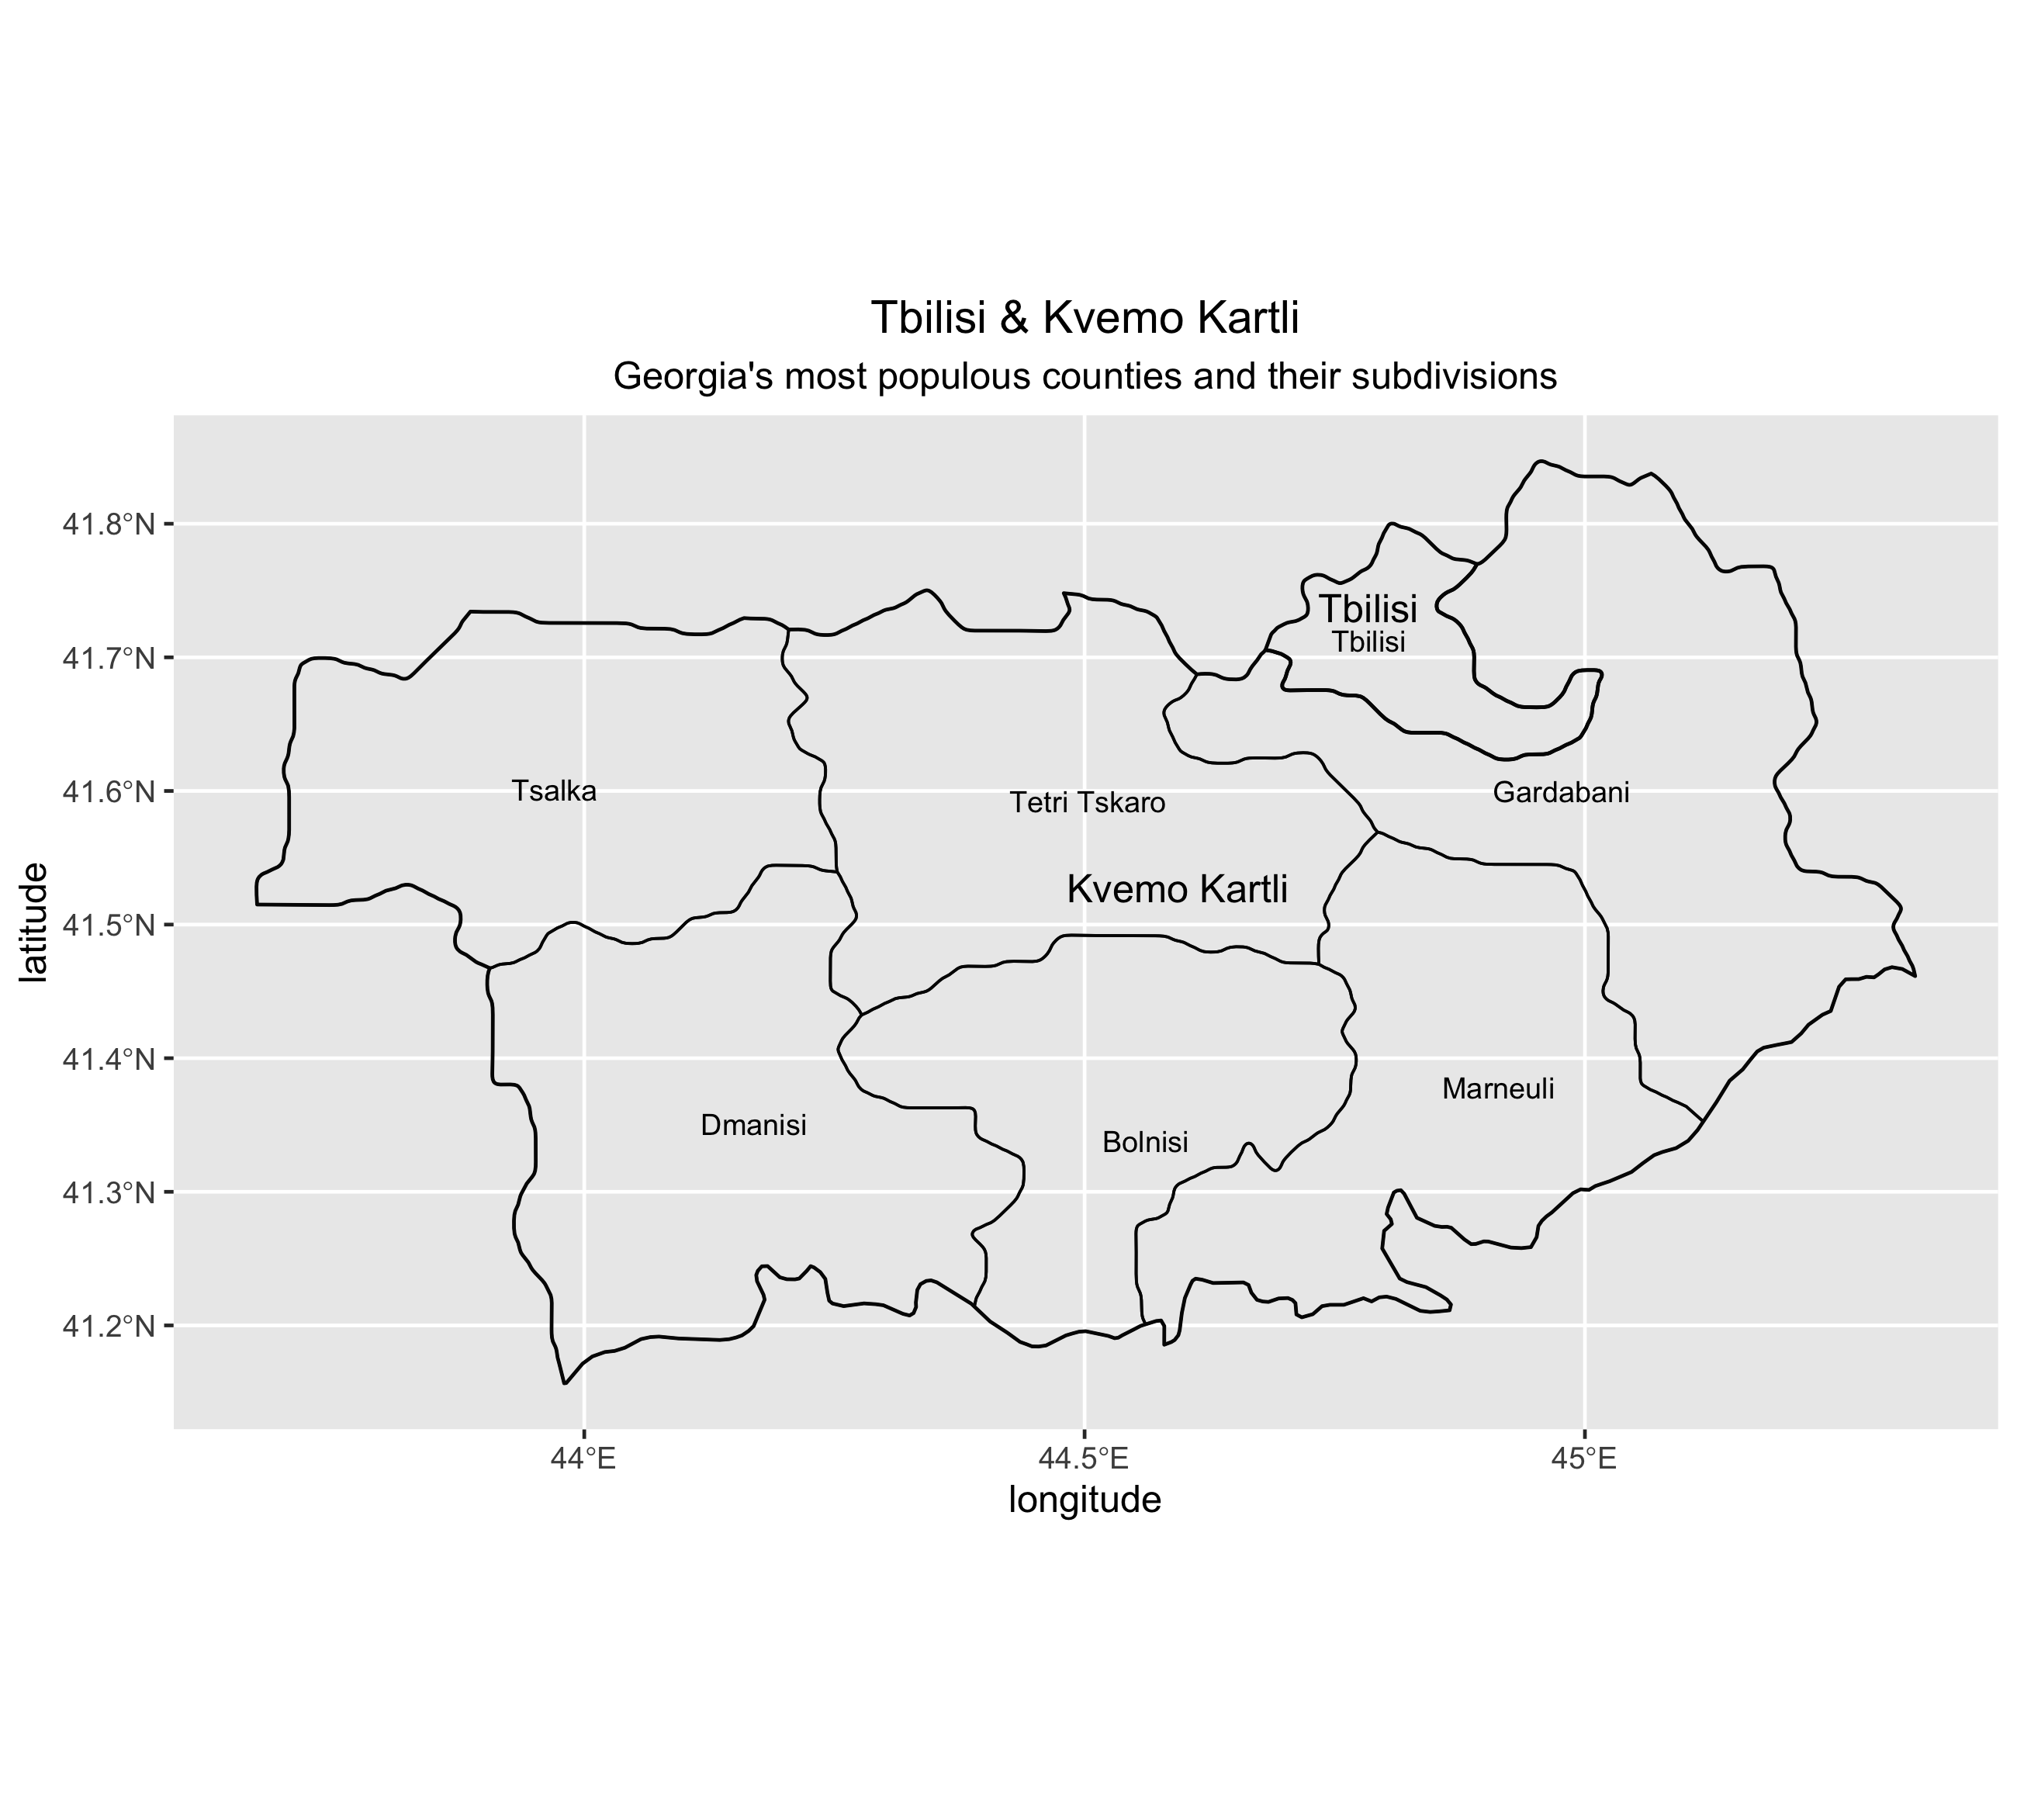 Tbilisi & Kvemo Kartli
Georgia's most populous counties and their subdivisions
41.8°N
41.7°N
41.6°N
41.5°N
41.4°N
41.3°N
41.2°N
latitude
Tbilisi
Tbilisi
Tsalka
Tetri Tskaro
Gardabani
Kvemo Kartli
Marneuli
Dmanisi
Bolnisi
44°E
44.5°E
45°E
longitude